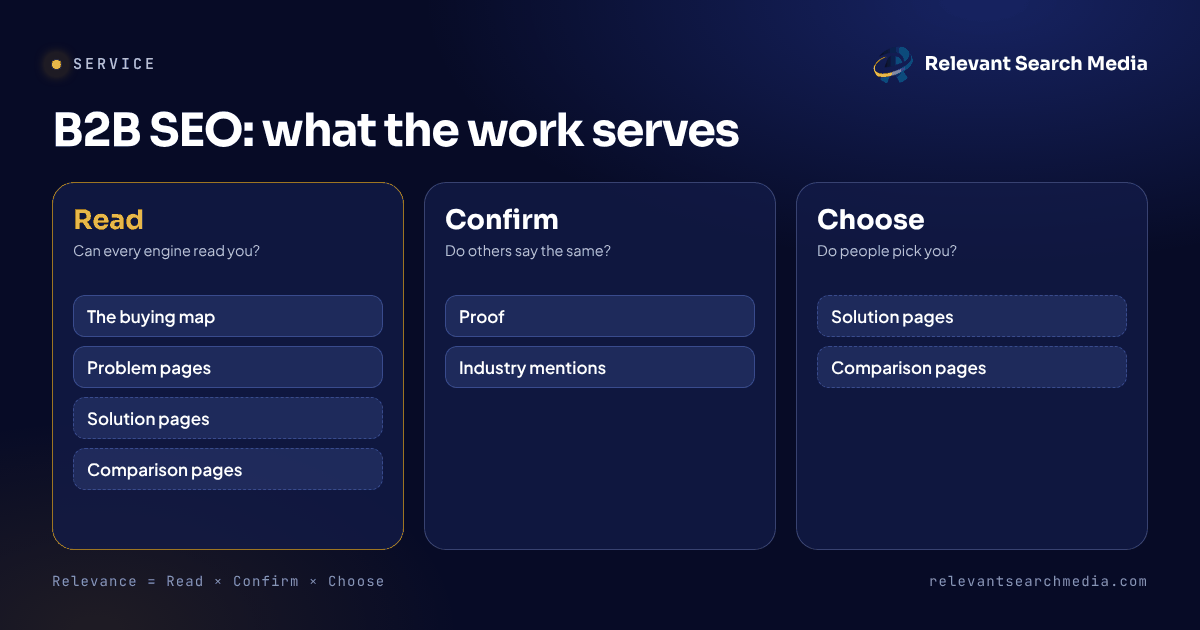 SERVICE
Relevant Search Media
B2B SEO: what the work serves
Read
Can every engine read you?
The buying map
Problem pages
Solution pages
Comparison pages
Confirm
Do others say the same?
Proof
Industry mentions
Choose
Do people pick you?
Solution pages
Comparison pages
Relevance = Read × Confirm × Choose
relevantsearchmedia.com